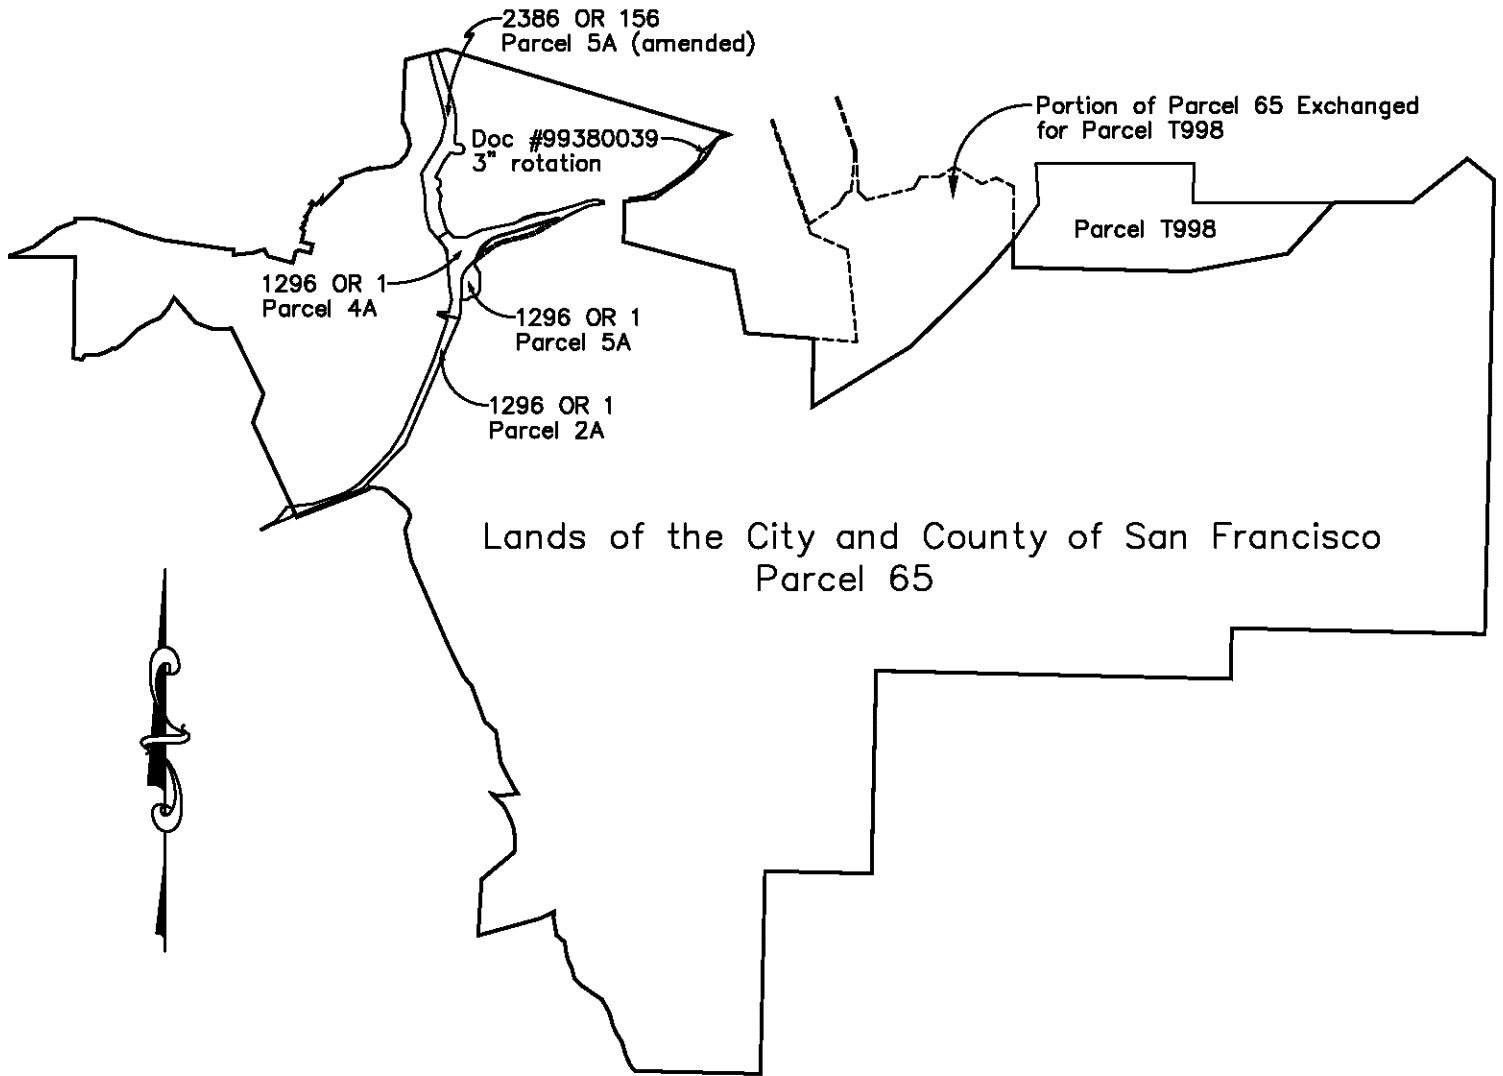 2386 OR 156
Parcel 5A (amended)
Doc #99380039
3" rotation
Portion of Parcel 65 Exchanged
for Parcel T998
Parcel T998
1296 OR 1
Parcel 4A
1296 OR 1
Parcel 5A
1296 OR 1
Parcel 2A
Lands of the City and County of San Francisco
Parcel 65